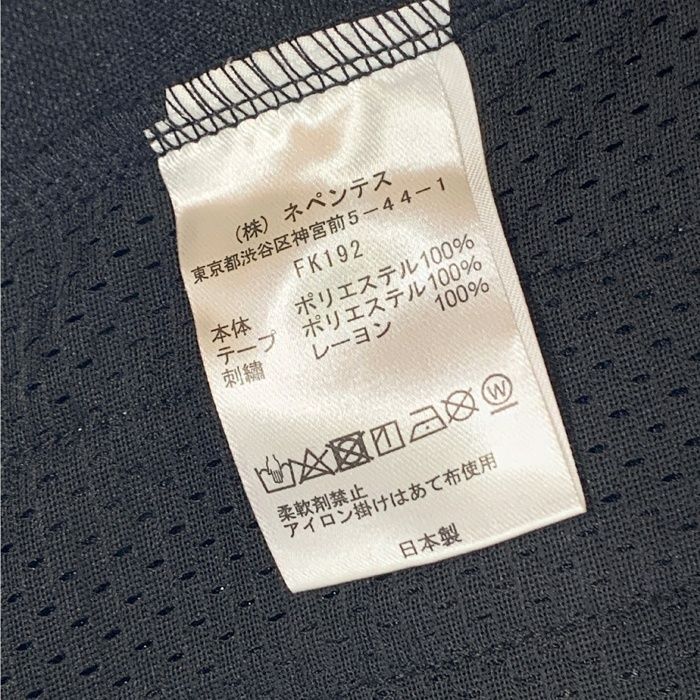 （株）ネペンテス
東京都渋谷区神宮前5－44－1
FK192
本体 ポリエステル100%
テープ ポリエステル100%
刺繍 レーヨン 100%
W
柔軟剤禁止
アイロン掛けはあて布使用
日本製